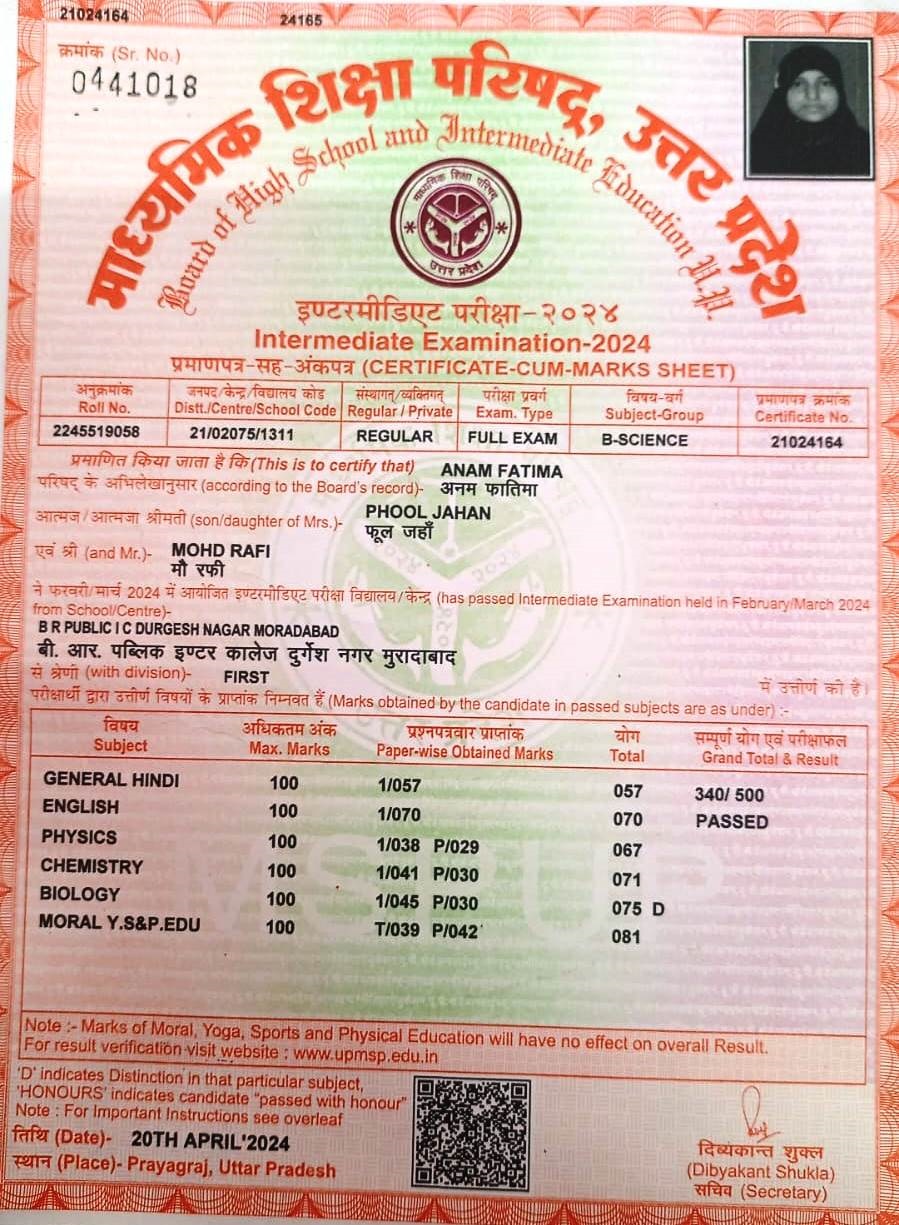 21024164 24165
क्रमांक (Sr. No.)
0441018
माध्यमिक शिक्षा परिषद्, उत्तर प्रदेश
Board of High School and Intermediate Education U.P.
माध्यमिक शिक्षा परिषद्
उत्तर प्रदेश
इण्टरमीडिएट परीक्षा-२०२४
Intermediate Examination-2024
प्रमाणपत्र-सह-अंकपत्र (CERTIFICATE-CUM-MARKS SHEET)
अनुक्रमांक जनपद/केन्द्र/विद्यालय कोड संस्थागत्/व्यक्तिगत् परीक्षा प्रवर्ग विषय-वर्ग प्रमाणपत्र क्रमांक
Roll No. Distt./Centre/School Code Regular / Private Exam. Type Subject-Group Certificate No.
2245519058 21/02075/1311 REGULAR FULL EXAM B-SCIENCE 21024164
प्रमाणित किया जाता है कि (This is to certify that) ANAM FATIMA
परिषद् के अभिलेखानुसार (according to the Board's record)- अनम फातिमा
आत्मज/आत्मजा श्रीमती (son/daughter of Mrs.)- PHOOL JAHAN
फूल जहाँ
एवं श्री (and Mr.)- MOHD RAFI
मौ रफी
ने फरवरी/मार्च 2024 में आयोजित इण्टरमीडिएट परीक्षा विद्यालय/केन्द्र (has passed Intermediate Examination held in February/March 2024
from School/Centre)-
B R PUBLIC I C DURGESH NAGAR MORADABAD
बी. आर. पब्लिक इण्टर कालेज दुर्गेश नगर मुरादाबाद
से श्रेणी (with division)- FIRST में उत्तीर्ण की है।
परीक्षार्थी द्वारा उत्तीर्ण विषयों के प्राप्तांक निम्नवत हैं (Marks obtained by the candidate in passed subjects are as under) :-
विषय अधिकतम अंक प्रश्नपत्रवार प्राप्तांक योग सम्पूर्ण योग एवं परीक्षाफल
Subject Max. Marks Paper-wise Obtained Marks Total Grand Total & Result
GENERAL HINDI 100 1/057 057 340/ 500
ENGLISH 100 1/070 070 PASSED
PHYSICS 100 1/038 P/029 067
CHEMISTRY 100 1/041 P/030 071
BIOLOGY 100 1/045 P/030 075 D
MORAL Y.S&P.EDU 100 T/039 P/042 081
Note :- Marks of Moral, Yoga, Sports and Physical Education will have no effect on overall Result.
For result verification visit website : www.upmsp.edu.in
'D' indicates Distinction in that particular subject,
'HONOURS' indicates candidate "passed with honour"
Note : For Important Instructions see overleaf
तिथि (Date)- 20TH APRIL'2024
स्थान (Place)- Prayagraj, Uttar Pradesh
दिब्यकान्त शुक्ल
(Dibyakant Shukla)
सचिव (Secretary)